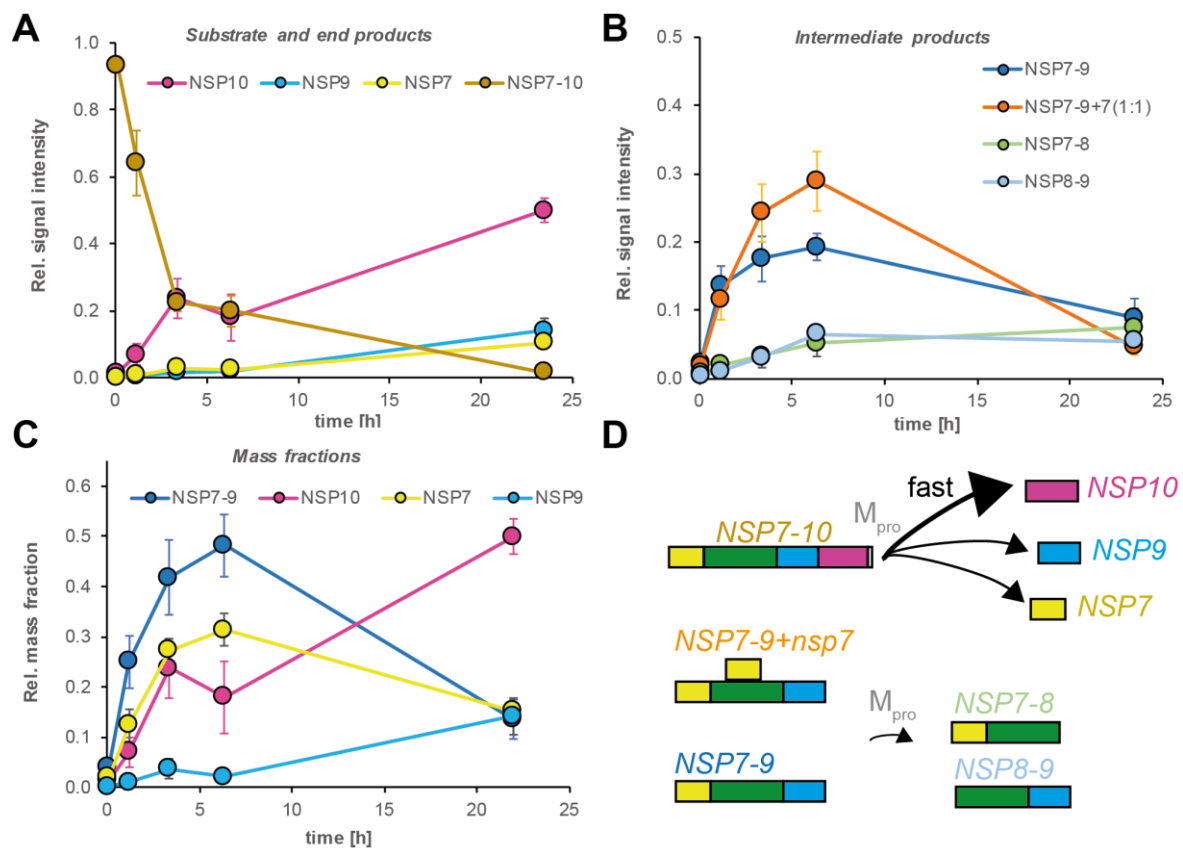 A
Substrate and end products
NSP10 NSP9 NSP7 NSP7-10
Rel. signal intensity
1.0
0.8
0.6
0.4
0.2
0.0
0 5 10 15 20 25
time [h]
B
Intermediate products
NSP7-9
NSP7-9+7(1:1)
NSP7-8
NSP8-9
Rel. signal intensity
0.5
0.4
0.3
0.2
0.1
0.0
0 5 10 15 20 25
time [h]
C
Mass fractions
NSP7-9 NSP10 NSP7 NSP9
Rel. mass fraction
0.6
0.5
0.4
0.3
0.2
0.1
0.0
0 5 10 15 20 25
time [h]
D
fast
NSP10
Mpro
NSP7-10
NSP9
NSP7
NSP7-9+nsp7
Mpro
NSP7-8
NSP7-9
NSP8-9